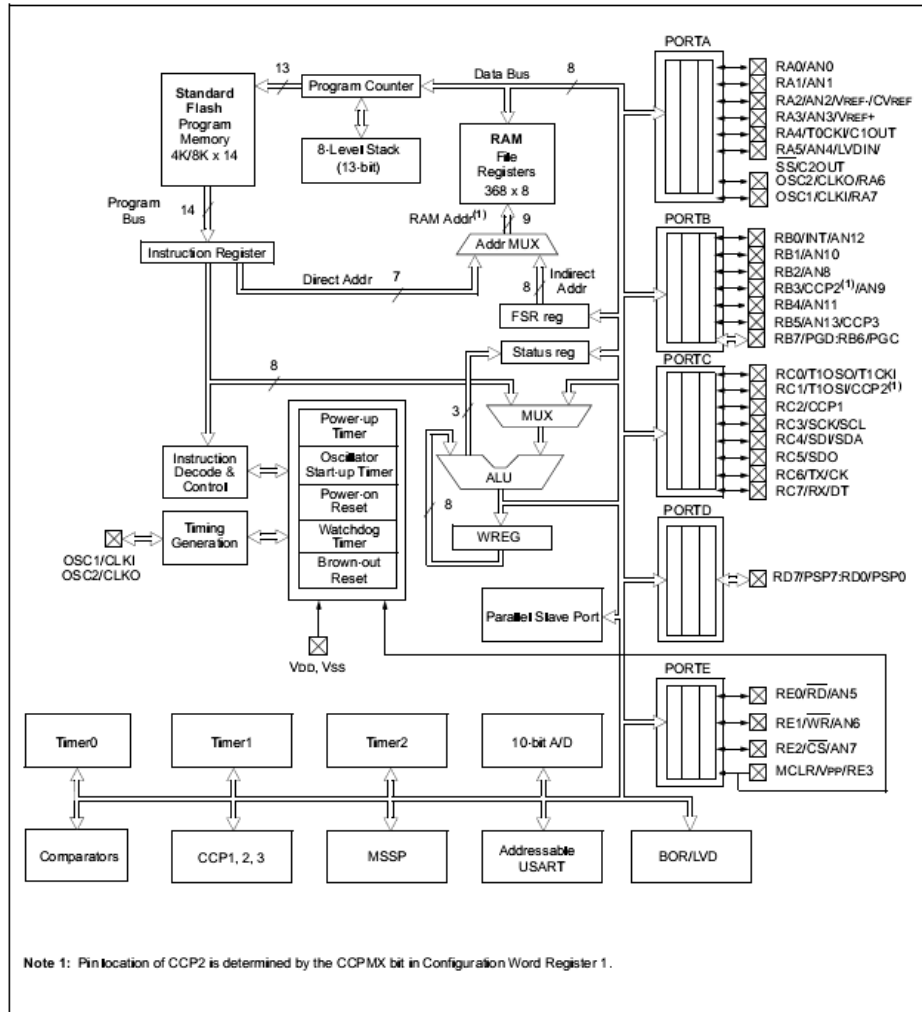 13
Program Counter
Data Bus
8
PORTA
Standard
Flash
Program
Memory
4K/8K x 14
8-Level Stack
(13-bit)
RAM
File
Registers
368 x 8
RA0/AN0
RA1/AN1
RA2/AN2/VREF-/CVREF
RA3/AN3/VREF+
RA4/T0CKI/C1OUT
RA5/AN4/LVDIN/
SS/C2OUT
OSC2/CLKO/RA6
OSC1/CLKI/RA7
Program
Bus
14
RAM Addr(1)
9
PORTB
Instruction Register
Addr MUX
Direct Addr
7
8
Indirect
Addr
FSR reg
RB0/INT/AN12
RB1/AN10
RB2/AN8
RB3/CCP2(1)/AN9
RB4/AN11
RB5/AN13/CCP3
RB7/PGD:RB6/PGC
Status reg
8
3
MUX
PORTC
RC0/T1OSO/T1CKI
RC1/T1OSI/CCP2(1)
RC2/CCP1
RC3/SCK/SCL
RC4/SDI/SDA
RC5/SDO
RC6/TX/CK
RC7/RX/DT
Power-up
Timer
Oscillator
Start-up Timer
Power-on
Reset
Watchdog
Timer
Brown-out
Reset
Instruction
Decode &
Control
ALU
8
WREG
Timing
Generation
OSC1/CLKI
OSC2/CLKO
PORTD
RD7/PSP7:RD0/PSP0
Parallel Slave Port
VDD, VSS
PORTE
RE0/RD/AN5
RE1/WR/AN6
RE2/CS/AN7
MCLR/VPP/RE3
Timer0
Timer1
Timer2
10-bit A/D
Comparators
CCP1, 2, 3
MSSP
Addressable
USART
BOR/LVD
Note 1: Pin location of CCP2 is determined by the CCPMX bit in Configuration Word Register 1.